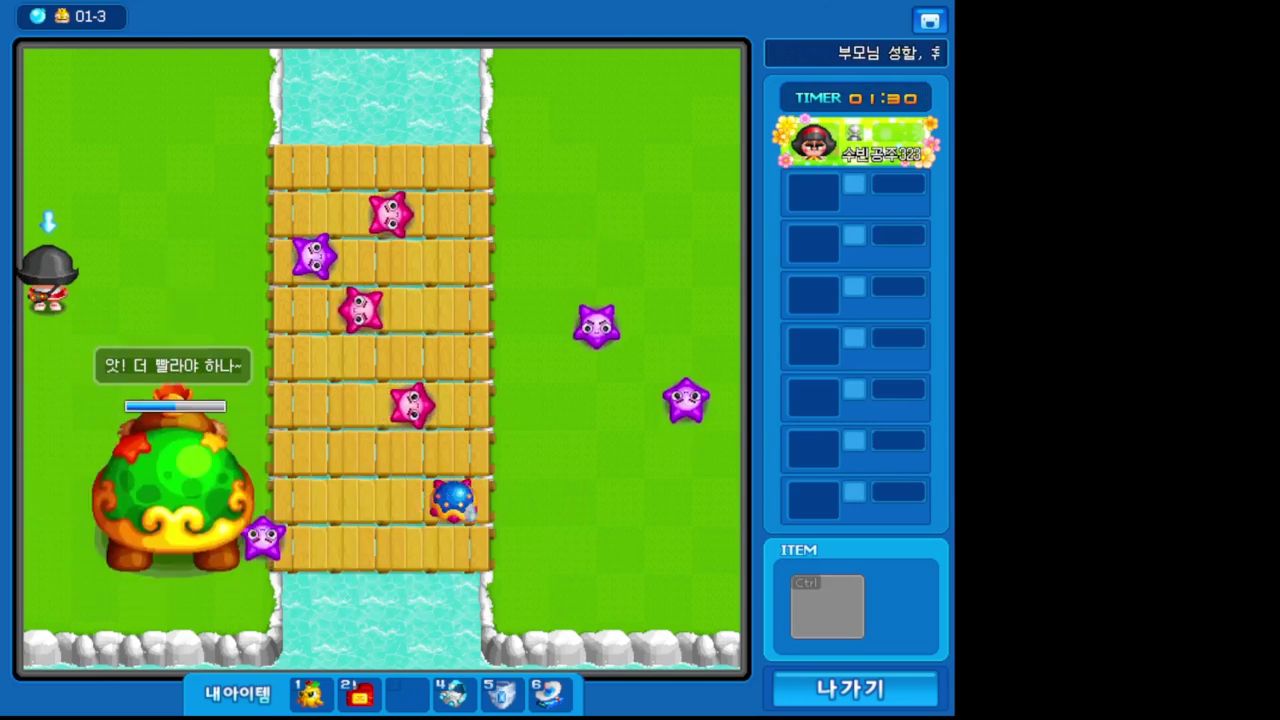 01-3
부모님 성함,
TIMER 01:30
수빈공주323
앗! 더 빨라야 하나~
ITEM
Ctrl
내아이템
1
2
4
5
6
나가기